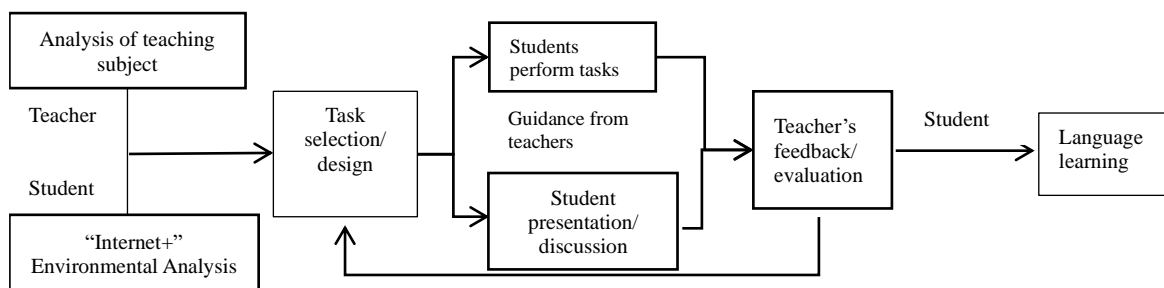 Analysis of teaching
subject
Teacher
Student
“Internet+”
Environmental Analysis
Task
selection/
design
Students
perform tasks
Guidance from
teachers
Student
presentation/
discussion
Teacher’s
feedback/
evaluation
Student
Language
learning